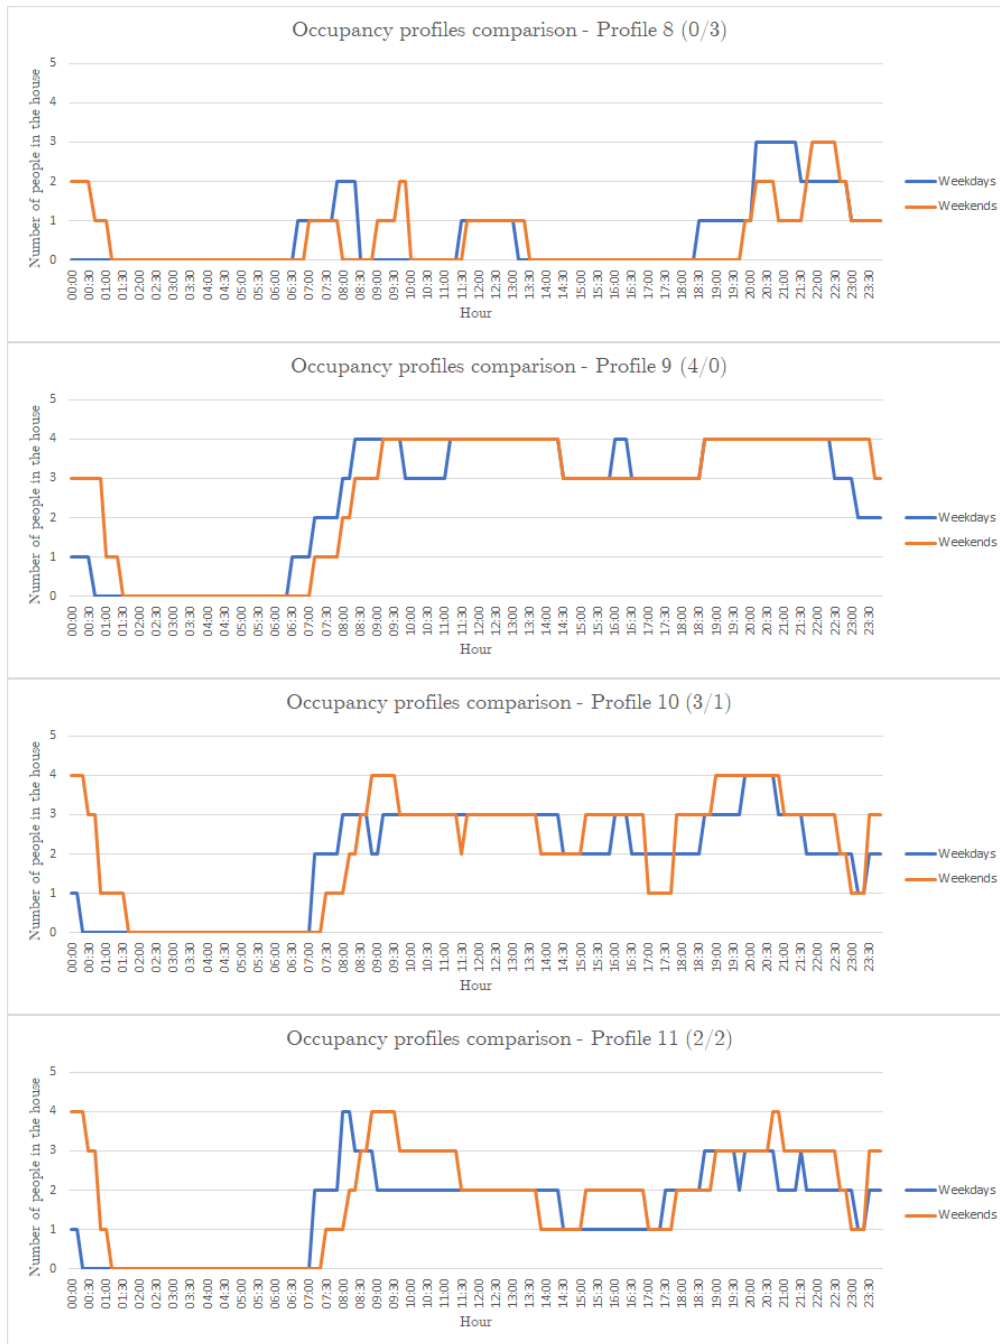 Occupancy profiles comparison - Profile 8 (0/3)
Number of people in the house
5
4
3
2
1
0
00:00 00:30 01:00 01:30 02:00 02:30 03:00 03:30 04:00 04:30 05:00 05:30 06:00 06:30 07:00 07:30 08:00 08:30 09:00 09:30 10:00 10:30 11:00 11:30 12:00 12:30 13:00 13:30 14:00 14:30 15:00 15:30 16:00 16:30 17:00 17:30 18:00 18:30 19:00 19:30 20:00 20:30 21:00 21:30 22:00 22:30 23:00 23:30
Hour
Weekdays
Weekends
Occupancy profiles comparison - Profile 9 (4/0)
Number of people in the house
5
4
3
2
1
0
00:00 00:30 01:00 01:30 02:00 02:30 03:00 03:30 04:00 04:30 05:00 05:30 06:00 06:30 07:00 07:30 08:00 08:30 09:00 09:30 10:00 10:30 11:00 11:30 12:00 12:30 13:00 13:30 14:00 14:30 15:00 15:30 16:00 16:30 17:00 17:30 18:00 18:30 19:00 19:30 20:00 20:30 21:00 21:30 22:00 22:30 23:00 23:30
Hour
Weekdays
Weekends
Occupancy profiles comparison - Profile 10 (3/1)
Number of people in the house
5
4
3
2
1
0
00:00 00:30 01:00 01:30 02:00 02:30 03:00 03:30 04:00 04:30 05:00 05:30 06:00 06:30 07:00 07:30 08:00 08:30 09:00 09:30 10:00 10:30 11:00 11:30 12:00 12:30 13:00 13:30 14:00 14:30 15:00 15:30 16:00 16:30 17:00 17:30 18:00 18:30 19:00 19:30 20:00 20:30 21:00 21:30 22:00 22:30 23:00 23:30
Hour
Weekdays
Weekends
Occupancy profiles comparison - Profile 11 (2/2)
Number of people in the house
5
4
3
2
1
0
00:00 00:30 01:00 01:30 02:00 02:30 03:00 03:30 04:00 04:30 05:00 05:30 06:00 06:30 07:00 07:30 08:00 08:30 09:00 09:30 10:00 10:30 11:00 11:30 12:00 12:30 13:00 13:30 14:00 14:30 15:00 15:30 16:00 16:30 17:00 17:30 18:00 18:30 19:00 19:30 20:00 20:30 21:00 21:30 22:00 22:30 23:00 23:30
Hour
Weekdays
Weekends